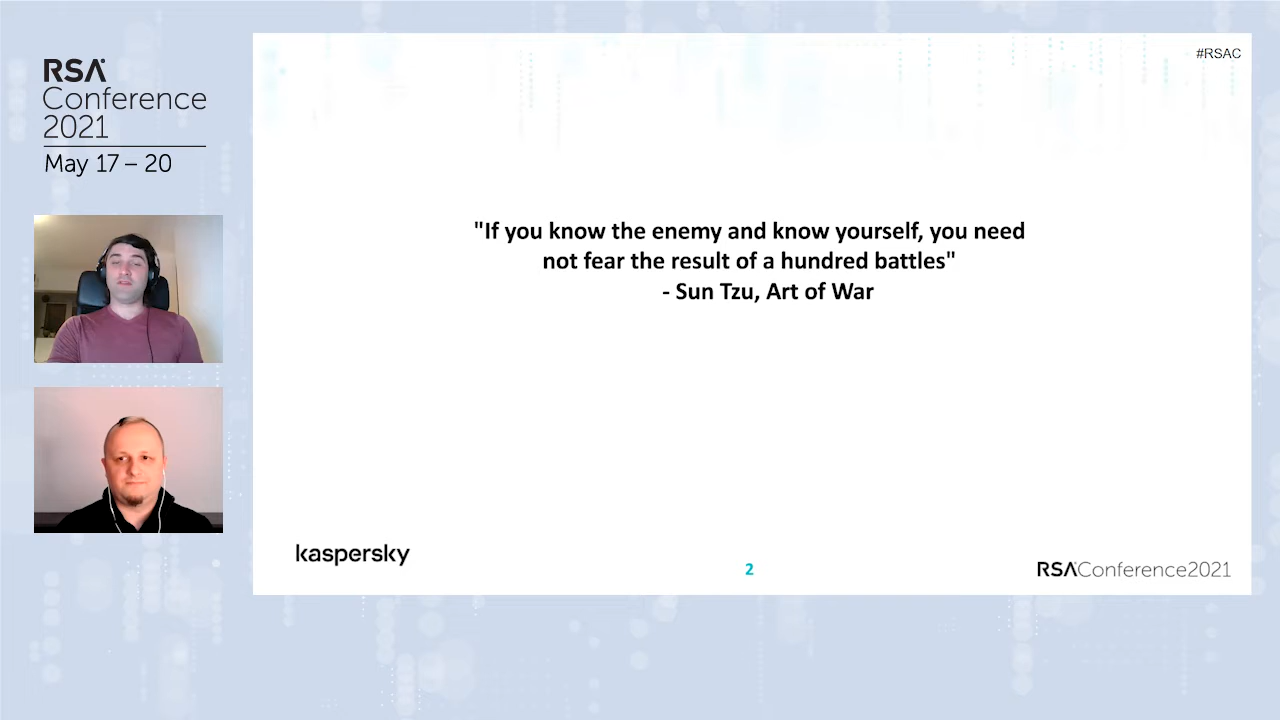 RSA
Conference
2021
May 17 – 20
#RSAC
"If you know the enemy and know yourself, you need
not fear the result of a hundred battles"
- Sun Tzu, Art of War
kaspersky
2
RSAConference2021